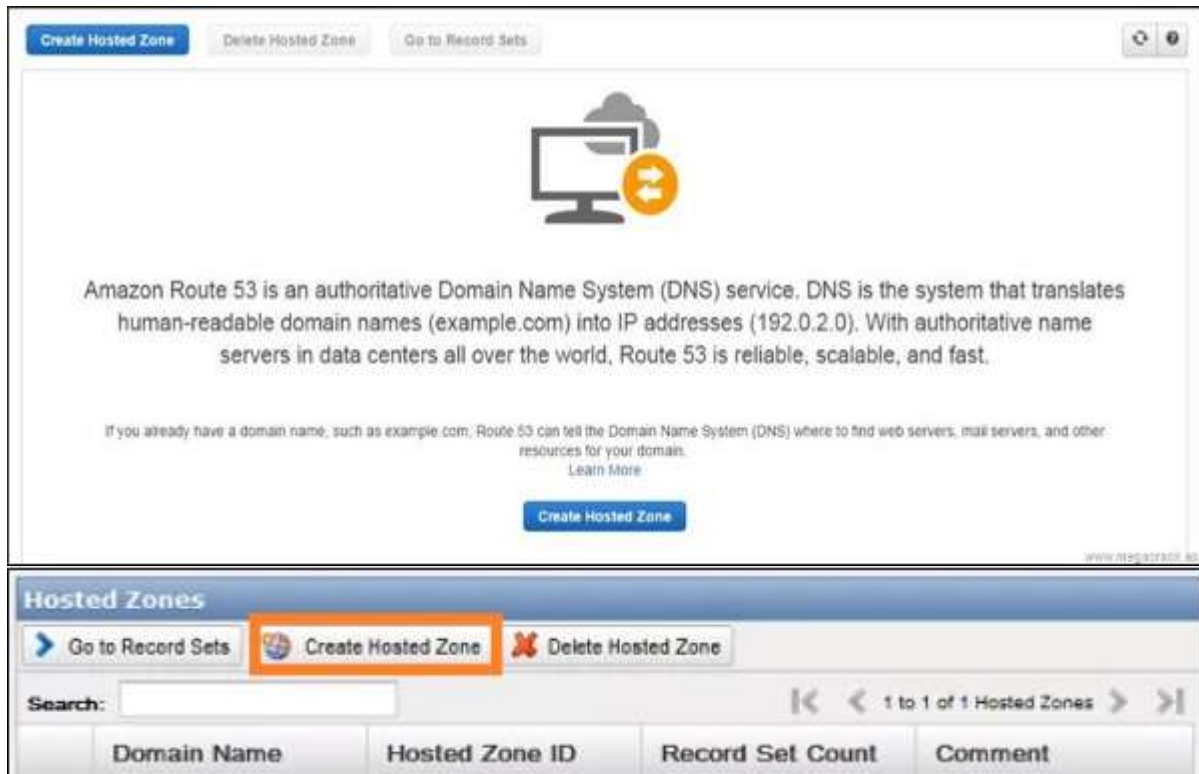 Create Hosted Zone Delete Hosted Zone Go to Record Sets
Amazon Route 53 is an authoritative Domain Name System (DNS) service. DNS is the system that translates
human-readable domain names (example.com) into IP addresses (192.0.2.0). With authoritative name
servers in data centers all over the world, Route 53 is reliable, scalable, and fast.
If you already have a domain name, such as example.com, Route 53 can tell the Domain Name System (DNS) where to find web servers, mail servers, and other
resources for your domain.
Learn More
Create Hosted Zone
Hosted Zones
Go to Record Sets Create Hosted Zone Delete Hosted Zone
Search: 1 to 1 of 1 Hosted Zones
Domain Name Hosted Zone ID Record Set Count Comment